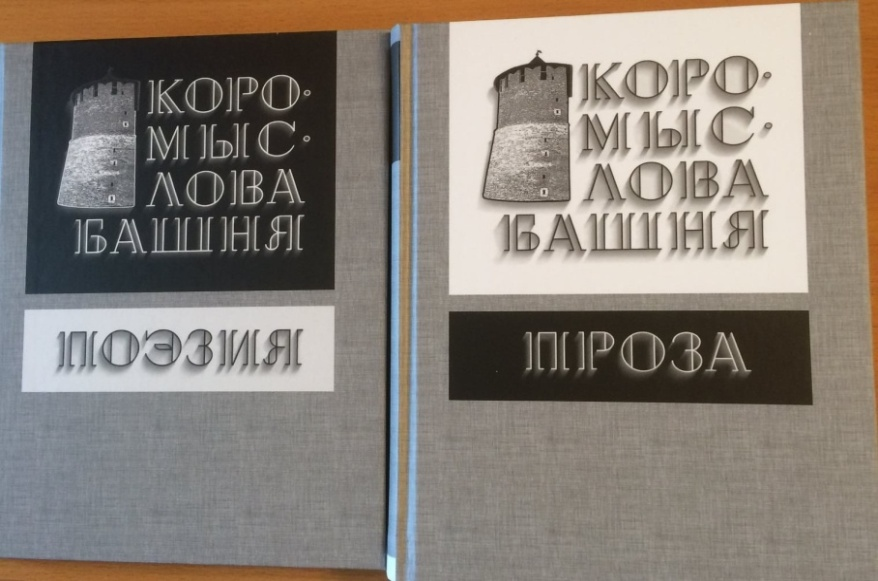 КОРО·
МЫС·
ЛОВА
БАШНЯ
ПОЭЗИЯ
КОРО·
МЫС·
ЛОВА
БАШНЯ
ПРОЗА